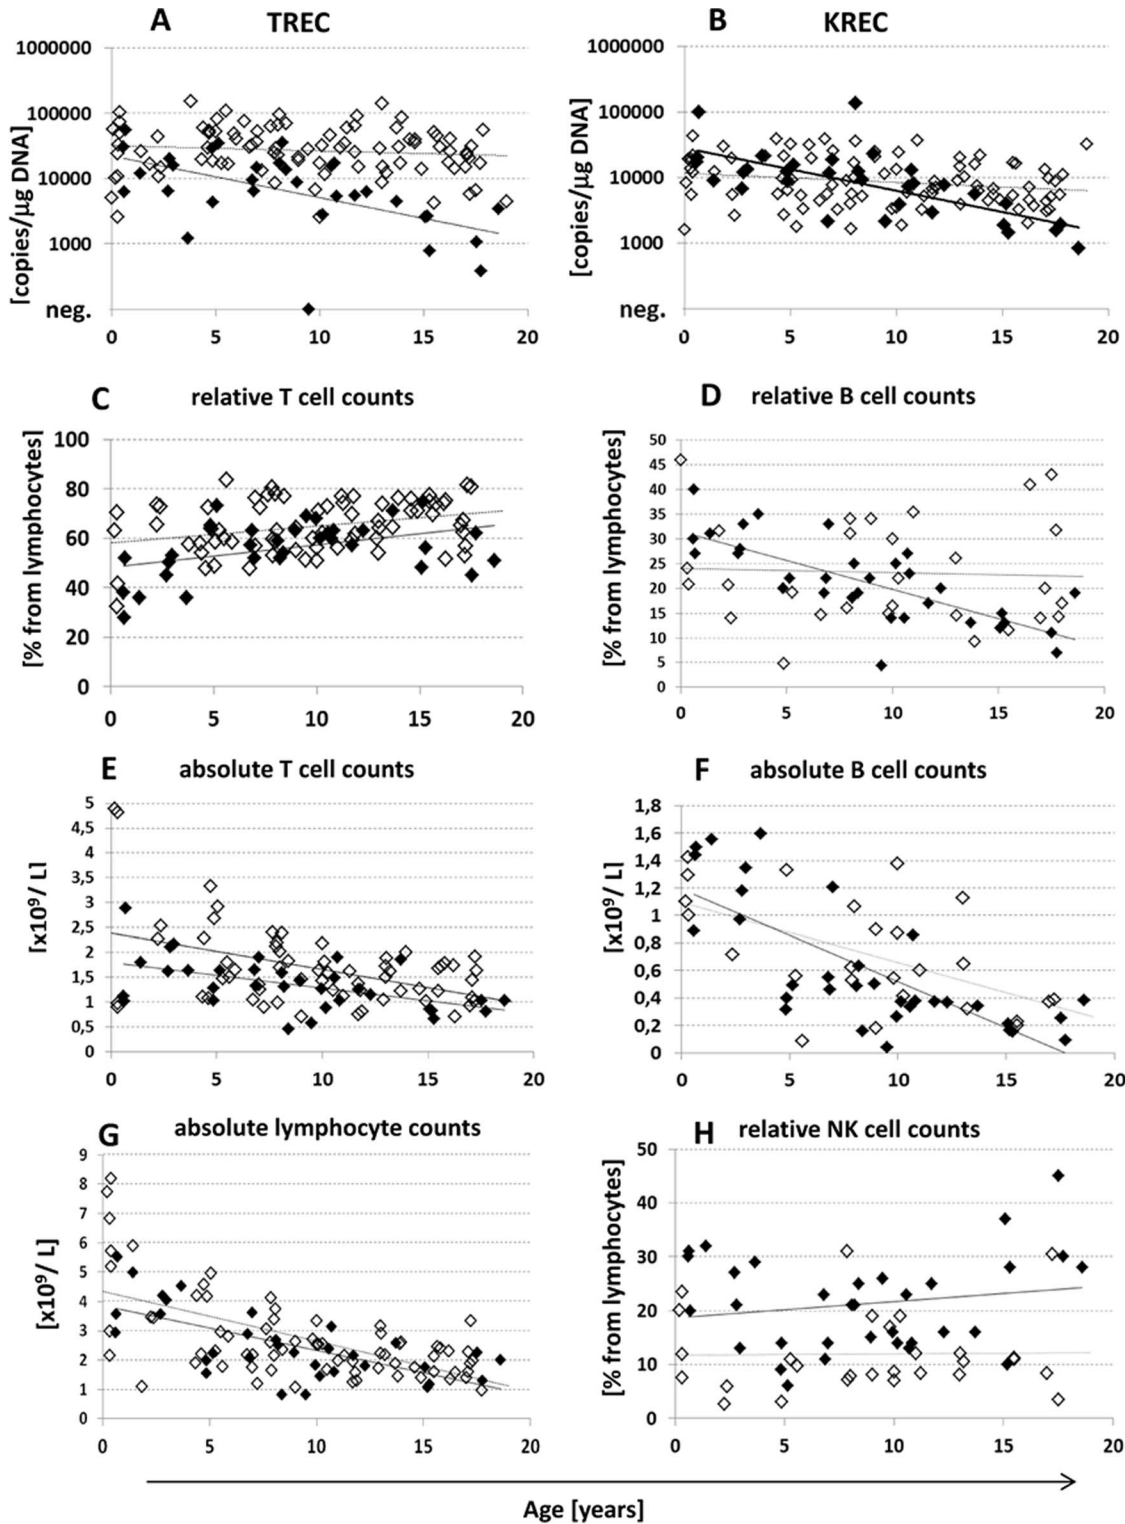 A TREC
[copies/µg DNA]
1000000
100000
10000
1000
neg.
0 5 10 15 20
B KREC
[copies/µg DNA]
1000000
100000
10000
1000
neg.
0 5 10 15 20
C relative T cell counts
[% from lymphocytes]
100
80
60
40
20
0
0 5 10 15 20
D relative B cell counts
[% from lymphocytes]
50
45
40
35
30
25
20
15
10
5
0
0 5 10 15 20
E absolute T cell counts
[x10⁹/ L]
5
4,5
4
3,5
3
2,5
2
1,5
1
0,5
0
0 5 10 15 20
F absolute B cell counts
[x10⁹/ L]
1,8
1,6
1,4
1,2
1
0,8
0,6
0,4
0,2
0
0 5 10 15 20
G absolute lymphocyte counts
[x10⁹/ L]
9
8
7
6
5
4
3
2
1
0
0 5 10 15 20
H relative NK cell counts
[% from lymphocytes]
50
40
30
20
10
0
0 5 10 15 20
Age [years]